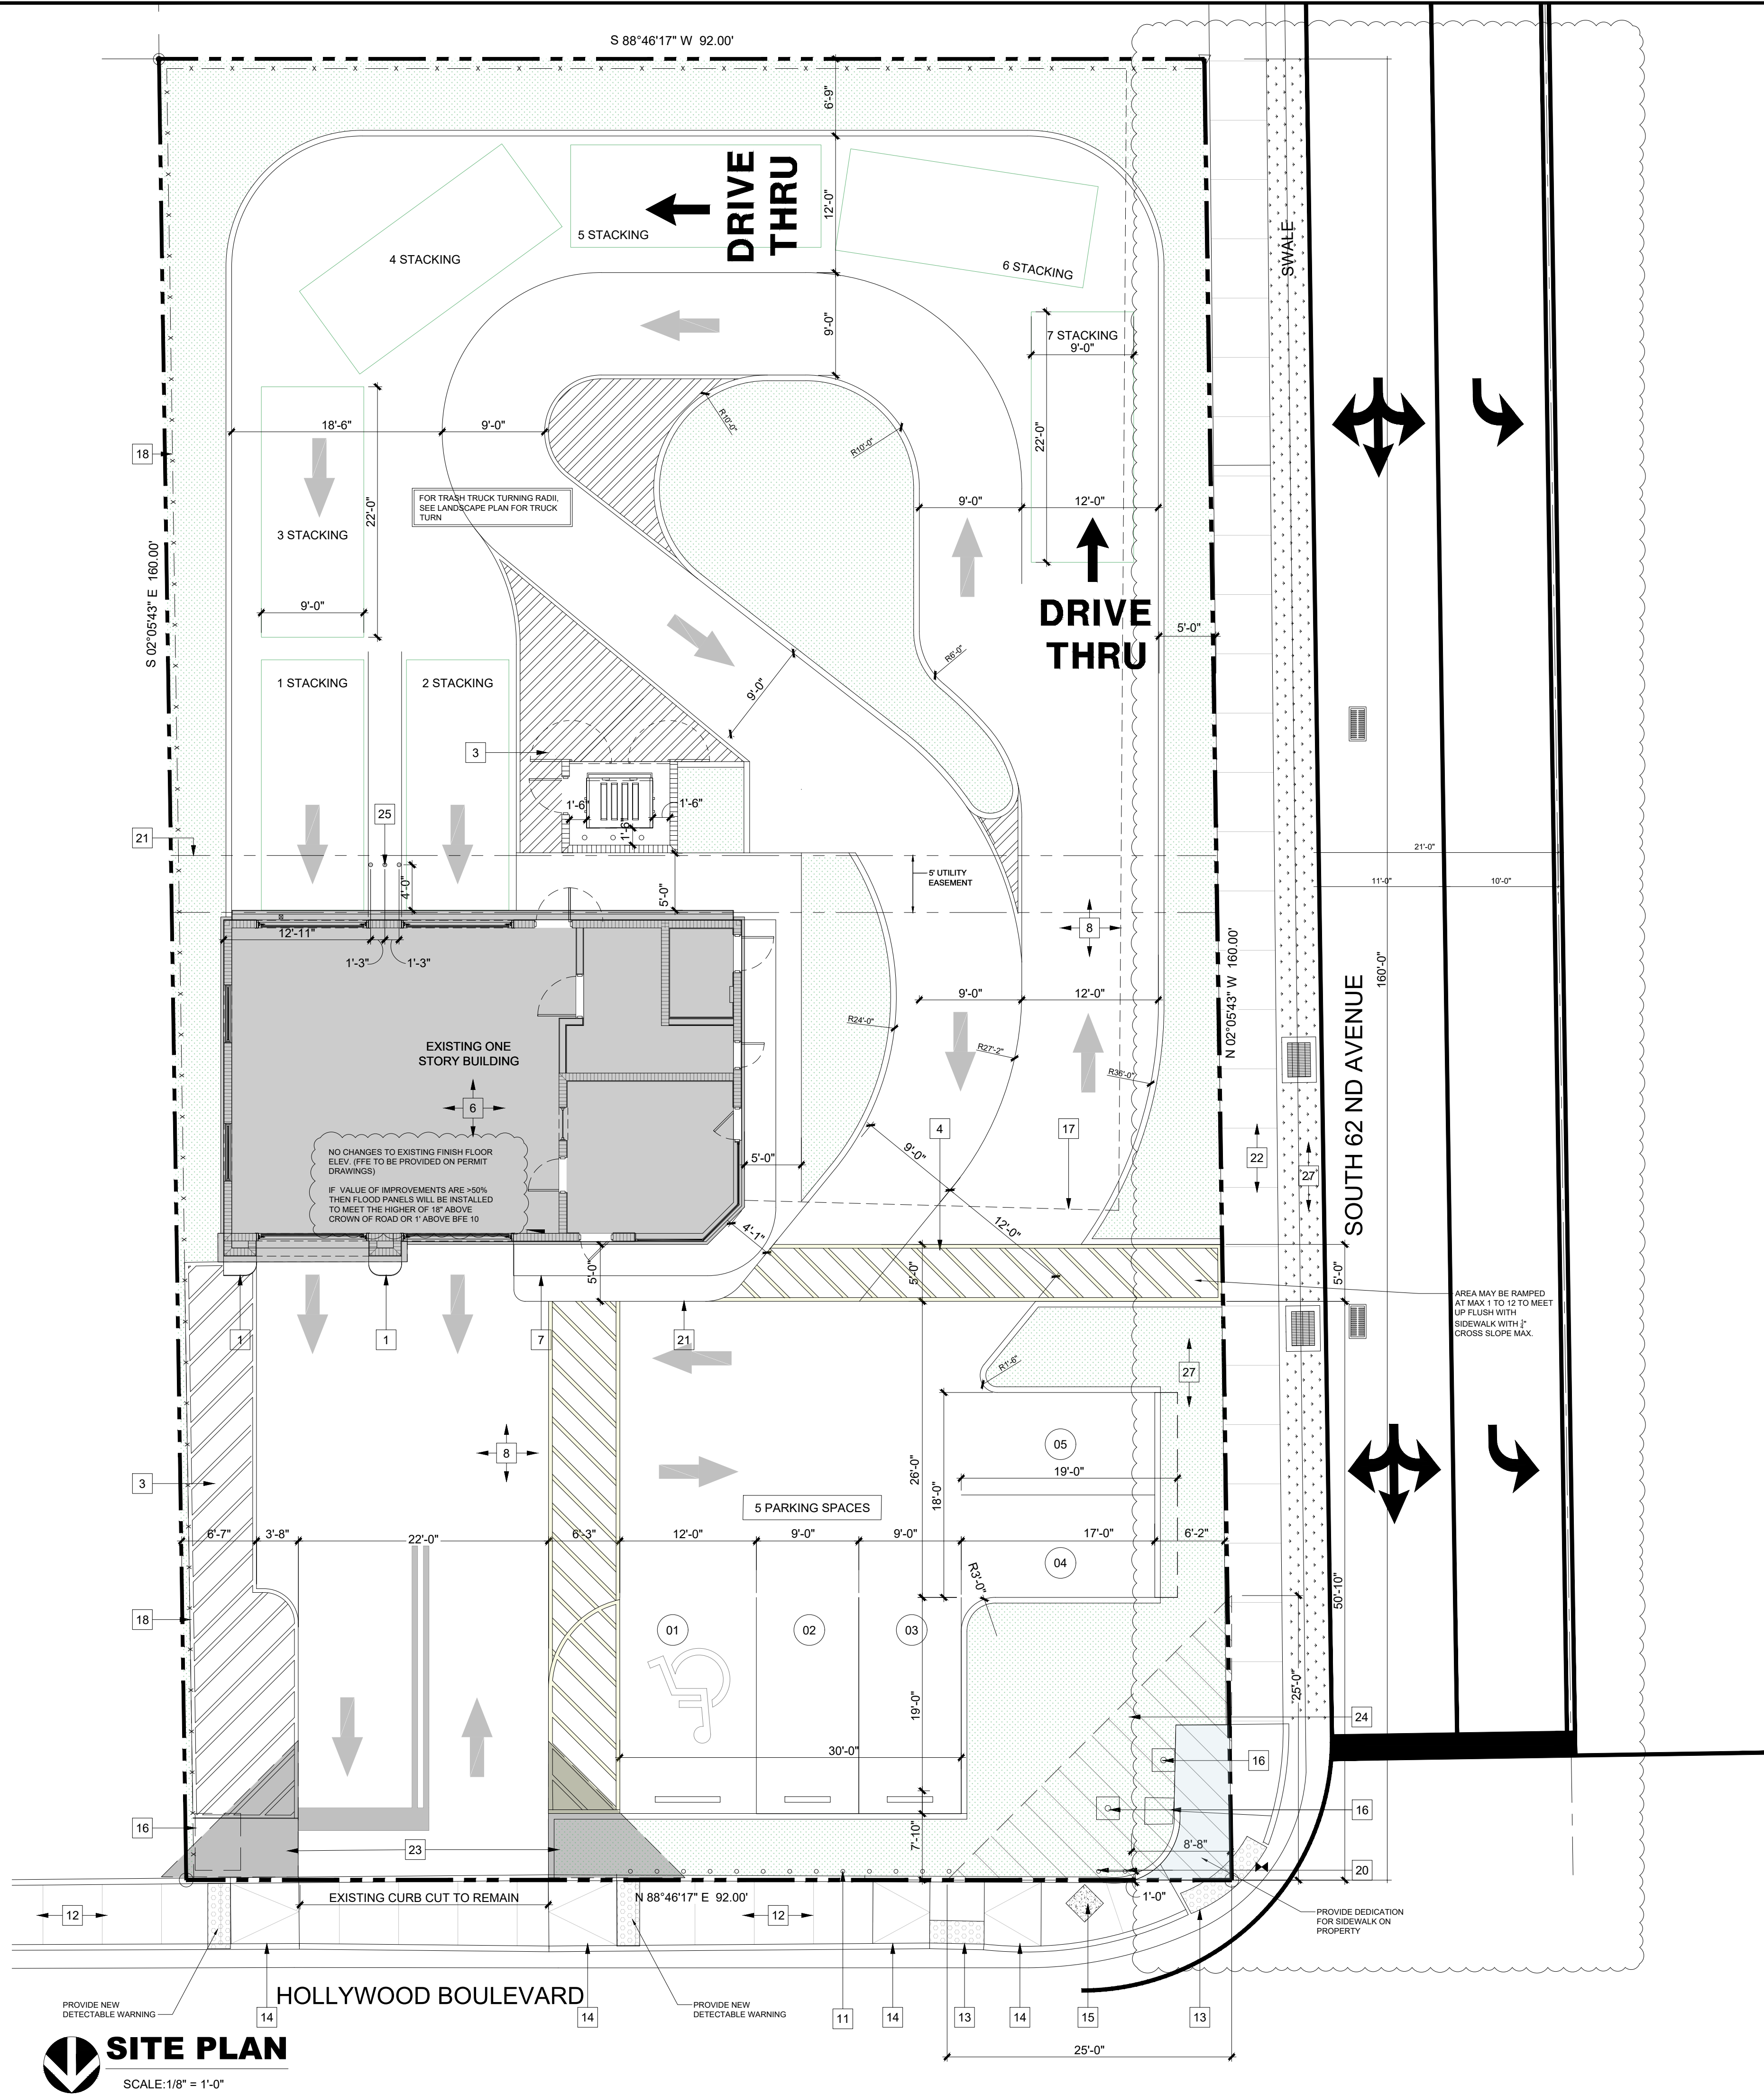 S 88°46'17" W  92.00'
6'-9"
DRIVE
THRU
12'-0"
5 STACKING
4 STACKING
6 STACKING
SWALE
9'-0"
7 STACKING
9'-0"
R10'-0"
R10'-0"
18'-6"
9'-0"
22'-0"
18
FOR TRASH TRUCK TURNING RADII,
SEE LANDSCAPE PLAN FOR TRUCK
TURN
22'-0"
9'-0"
12'-0"
3 STACKING
S 02°05'43" E  160.00'
9'-0"
DRIVE
THRU
5'-0"
R6'-0"
1 STACKING
2 STACKING
9'-0"
3
1'-6"
1'-6"
1'-6"
25
21
4'-0"
5'-0"
5' UTILITY
EASEMENT
21'-0"
11'-0"
10'-0"
8
12'-11"
1'-3"
1'-3"
N 02°05'43" W  160.00'
160'-0"
SOUTH 62 ND AVENUE
9'-0"
12'-0"
R24'-0"
R27'-2"
R36'-0"
EXISTING ONE
STORY BUILDING
6
4
17
NO CHANGES TO EXISTING FINISH FLOOR
ELEV. (FFE TO BE PROVIDED ON PERMIT
DRAWINGS)
IF  VALUE OF IMPROVEMENTS ARE >50%
THEN FLOOD PANELS WILL BE INSTALLED
TO MEET THE HIGHER OF 18" ABOVE
CROWN OF ROAD OR 1' ABOVE BFE 10
5'-0"
9'-0"
22
27
4'-1"
12'-0"
5'-0"
5'-0"
5'-0"
AREA MAY BE RAMPED
AT MAX 1 TO 12 TO MEET
UP FLUSH WITH
SIDEWALK WITH
CROSS SLOPE MAX.
1
1
7
21
27
R1'-6"
8
05
19'-0"
26'-0"
18'-0"
3
5 PARKING SPACES
6'-7"
3'-8"
22'-0"
6'-3"
12'-0"
9'-0"
9'-0"
17'-0"
6'-2"
04
R3'-0"
50'-10"
18
01
02
03
25'-0"
19'-0"
24
30'-0"
16
16
16
7'-10"
23
8'-8"
20
EXISTING CURB CUT TO REMAIN
N 88°46'17" E  92.00'
1'-0"
12
12
PROVIDE DEDICATION
FOR SIDEWALK ON
PROPERTY
HOLLYWOOD BOULEVARD
PROVIDE NEW
DETECTABLE WARNING
PROVIDE NEW
DETECTABLE WARNING
14
14
11
14
13
14
15
13
25'-0"
SITE PLAN
SCALE:1/8" = 1'-0"